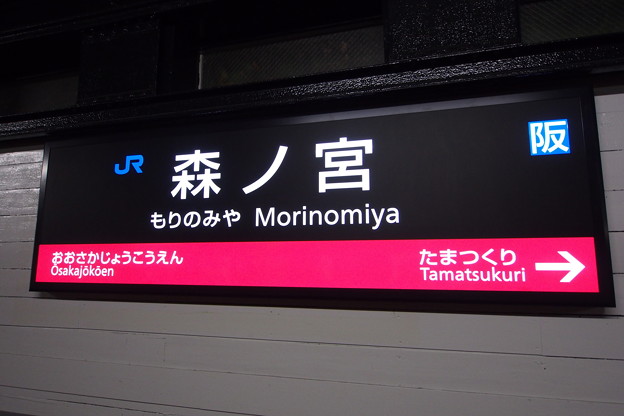 JR 森ノ宮 阪
もりのみや Morinomiya
おおさかじょうこうえん たまつくり
Ōsakajōkōen Tamatsukuri